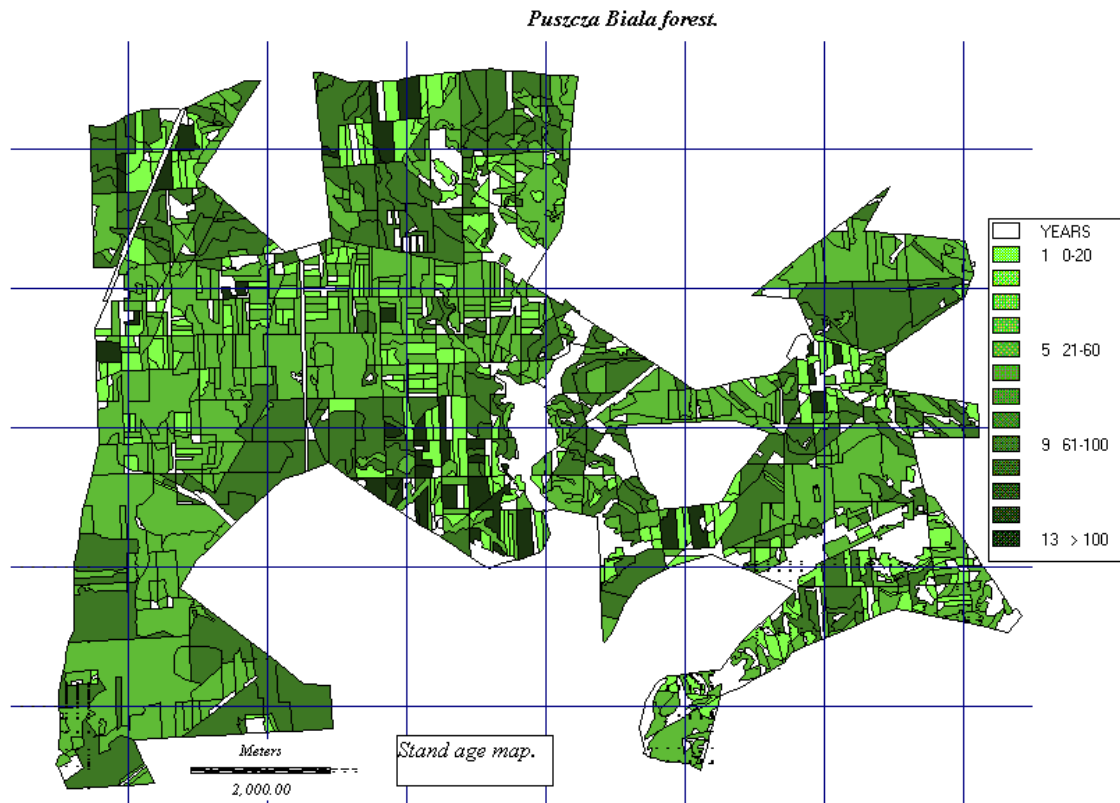 Puszcza Biala forest.
YEARS
1 0-20
5 21-60
9 61-100
13 > 100
Meters
2,000.00
Stand age map.